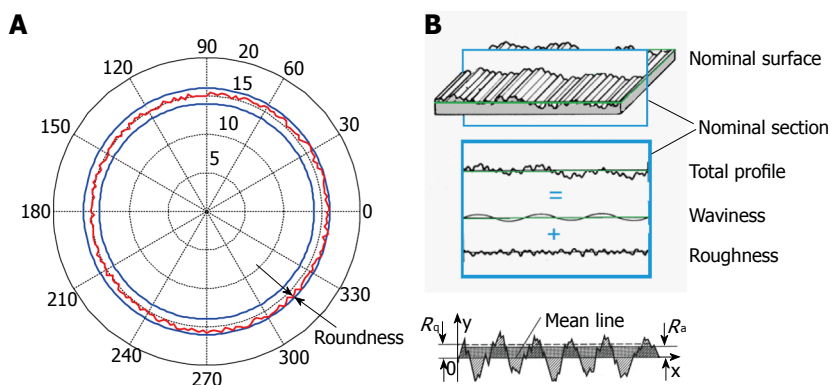 A
90
120
20
60
15
150
10
30
5
180
0
210
330
Roundness
240
300
270
B
Nominal surface
Nominal section
Total profile
=
Waviness
+
Roughness
Rq
y
Mean line
Ra
0
x